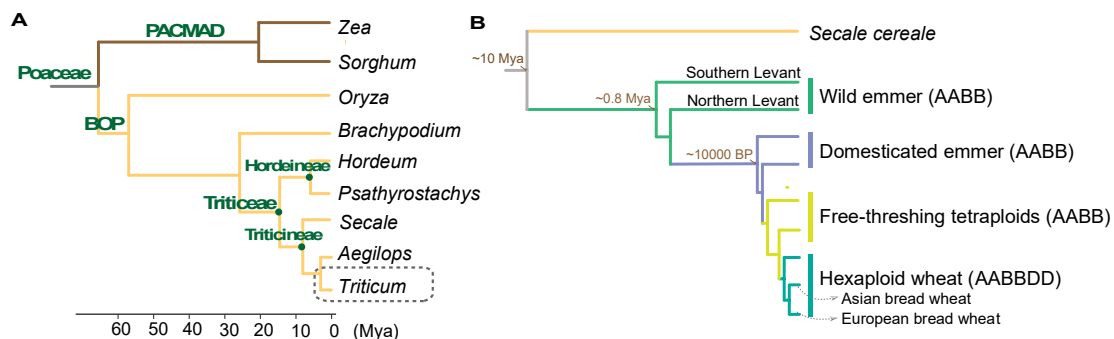 A
PACMAD
Zea
Poaceae
Sorghum
Oryza
BOP
Brachypodium
Hordeineae
Hordeum
Triticeae
Psathyrostachys
Secale
Triticineae
Aegilops
Triticum
60 50 40 30 20 10 0 (Mya)
B
Secale cereale
~10 Mya
Southern Levant
~0.8 Mya
Northern Levant
Wild emmer (AABB)
~10000 BP
Domesticated emmer (AABB)
Free-threshing tetraploids (AABB)
Hexaploid wheat (AABBDD)
Asian bread wheat
European bread wheat